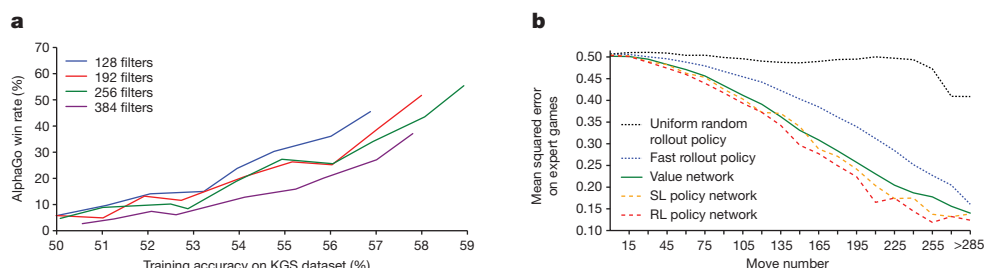 a
70
60
50
40
30
20
10
0
AlphaGo win rate (%)
128 filters
192 filters
256 filters
384 filters
50 51 52 53 54 55 56 57 58 59
Training accuracy on KGS dataset (%)
b
0.50
0.45
0.40
0.35
0.30
0.25
0.20
0.15
0.10
Mean squared error
on expert games
Uniform random
rollout policy
Fast rollout policy
Value network
SL policy network
RL policy network
15 45 75 105 135 165 195 225 255 >285
Move number